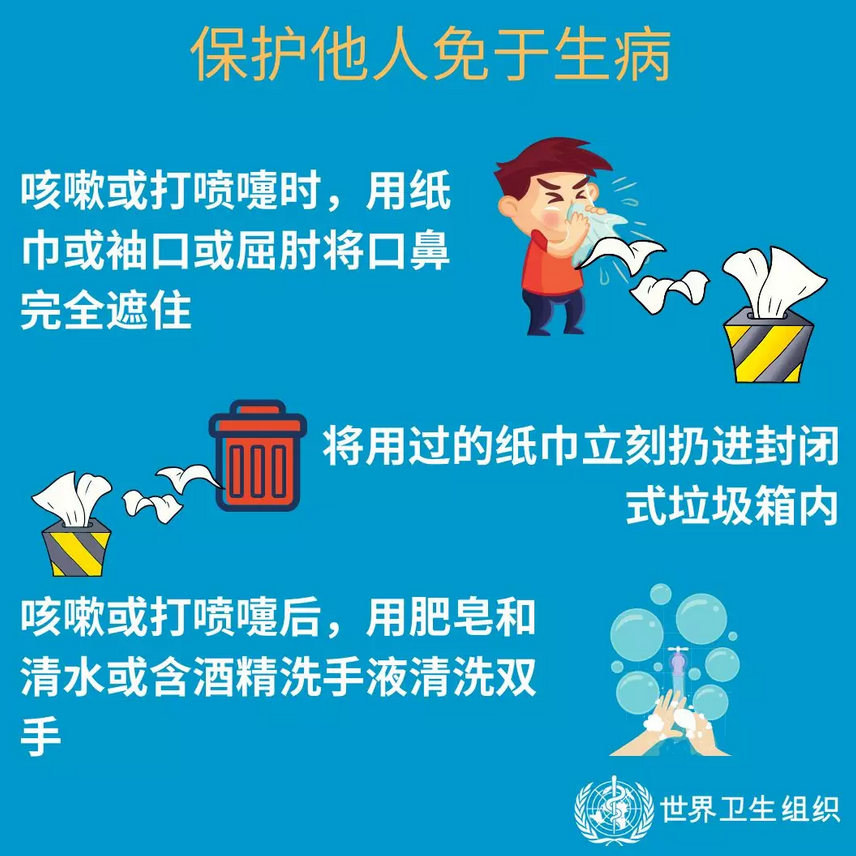 保护他人免于生病
咳嗽或打喷嚏时，用纸
巾或袖口或屈肘将口鼻
完全遮住
将用过的纸巾立刻扔进封闭
式垃圾箱内
咳嗽或打喷嚏后，用肥皂和
清水或含酒精洗手液清洗双
手
世界卫生组织